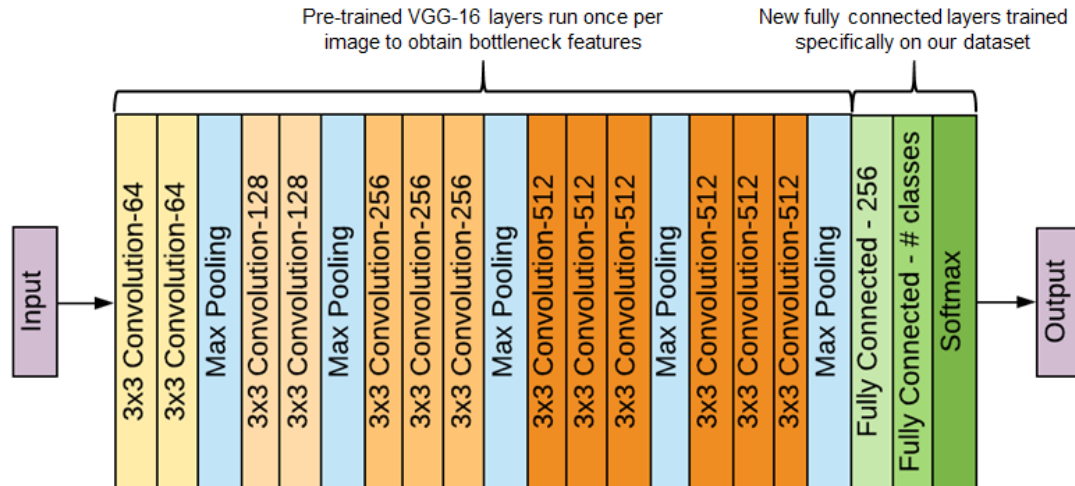 Pre-trained VGG-16 layers run once per
image to obtain bottleneck features
New fully connected layers trained
specifically on our dataset
Input
3x3 Convolution-64
3x3 Convolution-64
Max Pooling
3x3 Convolution-128
3x3 Convolution-128
Max Pooling
3x3 Convolution-256
3x3 Convolution-256
3x3 Convolution-256
Max Pooling
3x3 Convolution-512
3x3 Convolution-512
3x3 Convolution-512
Max Pooling
3x3 Convolution-512
3x3 Convolution-512
3x3 Convolution-512
Max Pooling
Fully Connected - 256
Fully Connected - # classes
Softmax
Output